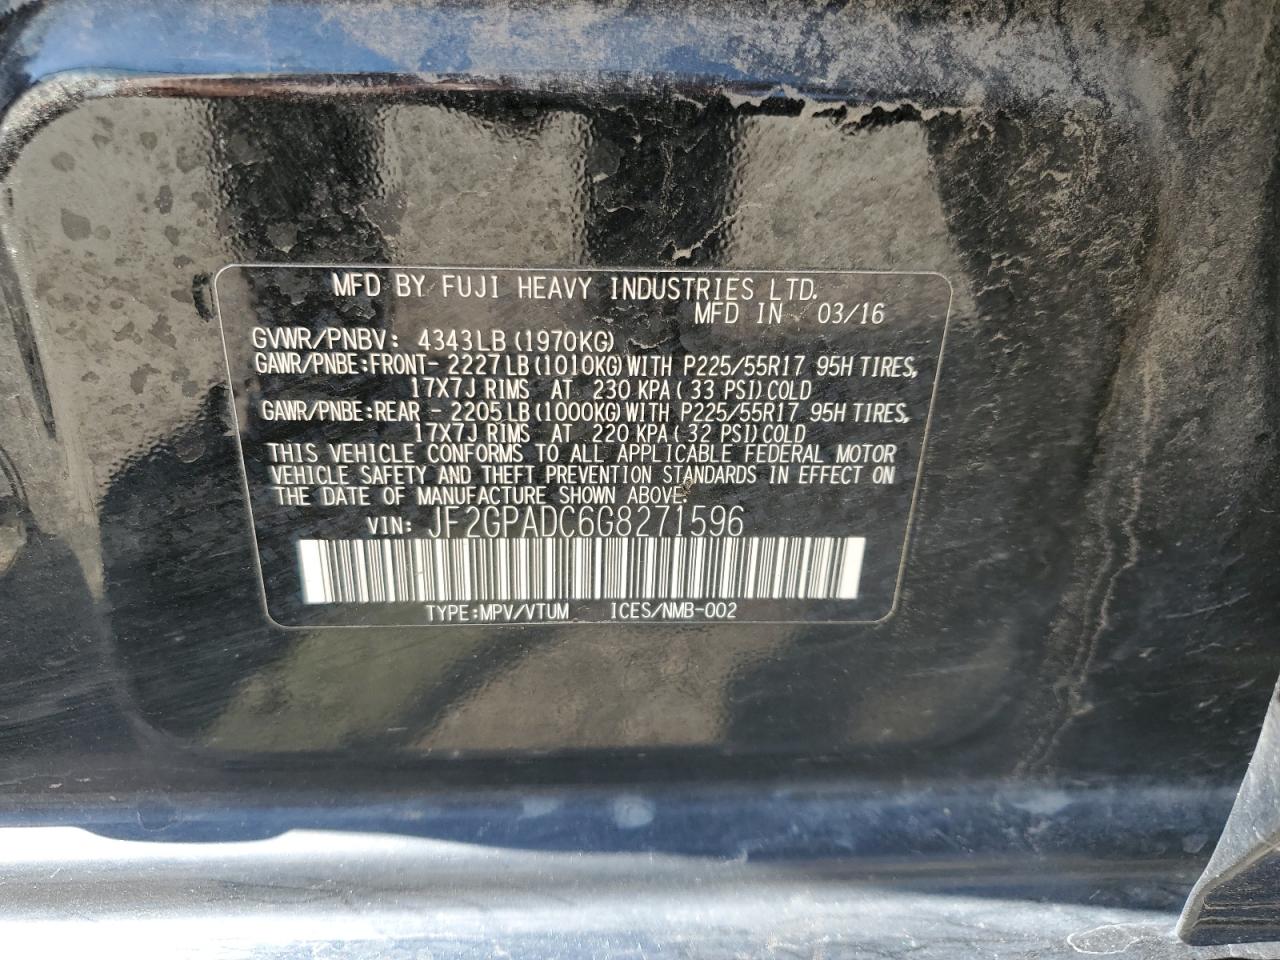 MFD BY FUJI HEAVY INDUSTRIES LTD.
MFD IN 03/16
GVWR/PNBV: 4343LB (1970KG)
GAWR/PNBE:FRONT- 2227LB (1010KG) WITH P225/55R17 95H TIRES,
17X7J RIMS AT 230 KPA ( 33 PSI) COLD
GAWR/PNBE:REAR - 2205LB (1000KG) WITH P225/55R17 95H TIRES,
17X7J RIMS AT 220 KPA ( 32 PSI) COLD
THIS VEHICLE CONFORMS TO ALL APPLICABLE FEDERAL MOTOR
VEHICLE SAFETY AND THEFT PREVENTION STANDARDS IN EFFECT ON
THE DATE OF MANUFACTURE SHOWN ABOVE.
VIN: JF2GPADC6G8271596
TYPE:MPV/VTUM ICES/NMB-002